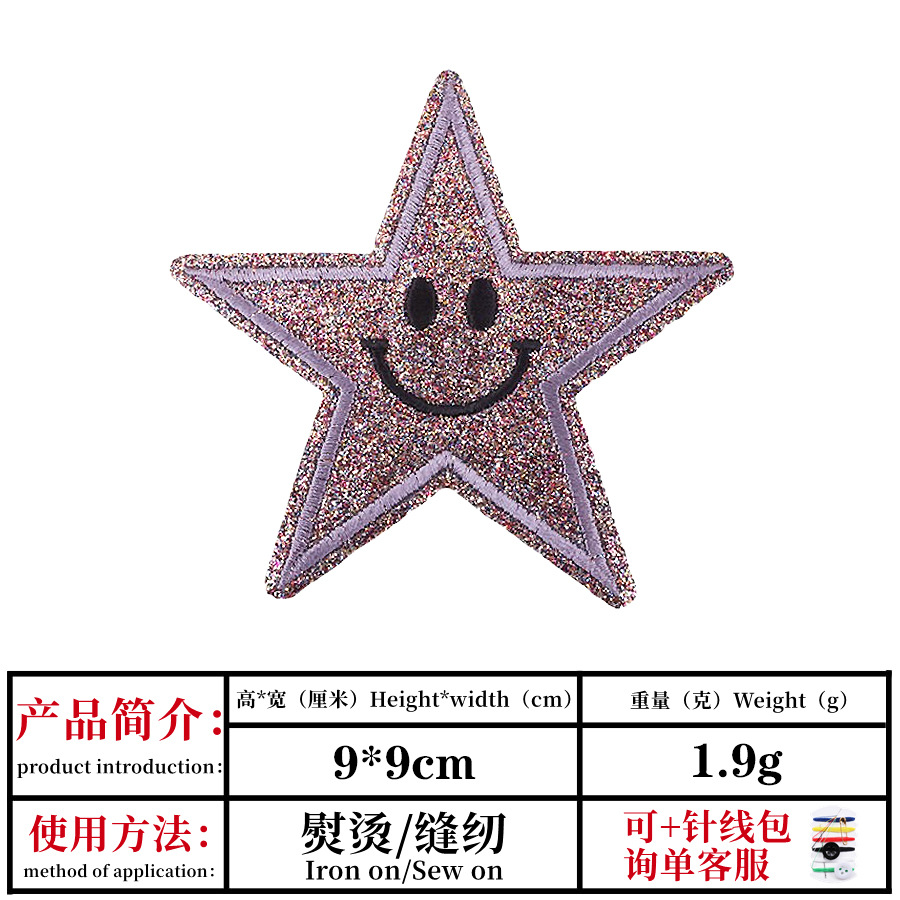 产品简介：
product introduction:
高*宽（厘米）Height*width（cm）
重量（克）Weight（g）
9*9cm
1.9g
使用方法：
method of application:
熨烫/缝纫
Iron on/Sew on
可+针线包
询单客服